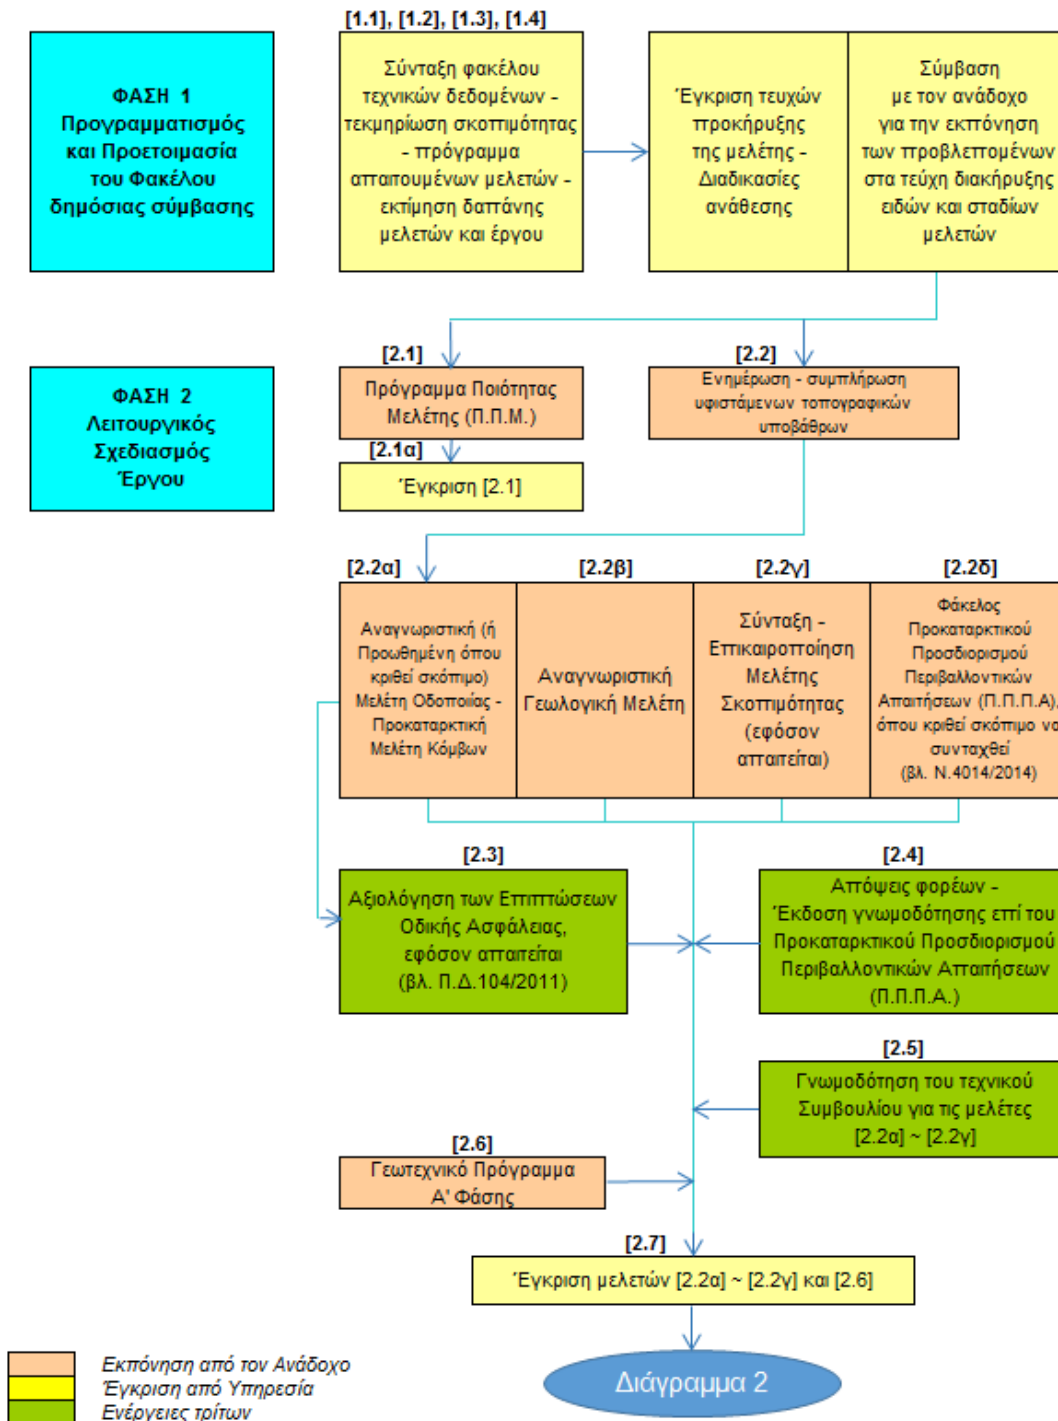 [1.1], [1.2], [1.3], [1.4]
ΦΑΣΗ 1
Προγραμματισμός
και Προετοιμασία
του Φακέλου
δημόσιας σύμβασης
Σύνταξη φακέλου
τεχνικών δεδομένων -
τεκμηρίωση σκοπιμότητας
- πρόγραμμα
απαιτουμένων μελετών -
εκτίμηση δαπάνης
μελετών και έργου
Έγκριση τευχών
προκήρυξης
της μελέτης -
Διαδικασίες
ανάθεσης
Σύμβαση
με τον ανάδοχο
για την εκπόνηση
των προβλεπομένων
στα τεύχη διακήρυξης
ειδών και σταδίων
μελετών
ΦΑΣΗ 2
Λειτουργικός
Σχεδιασμός
Έργου
[2.1]
Πρόγραμμα Ποιότητας
Μελέτης (Π.Π.Μ.)
[2.1α]
Έγκριση [2.1]
[2.2]
Ενημέρωση - συμπλήρωση
υφιστάμενων τοπογραφικών
υποβάθρων
[2.2α]
Αναγνωριστική (ή
Προωθημένη όπου
κριθεί σκόπιμο)
Μελέτη Οδοποιίας -
Προκαταρκτική
Μελέτη Κόμβων
[2.2β]
Αναγνωριστική
Γεωλογική Μελέτη
[2.2γ]
Σύνταξη -
Επικαιροποίηση
Μελέτης
Σκοπιμότητας
(εφόσον
απαιτείται)
[2.2δ]
Φάκελος
Προκαταρκτικού
Προσδιορισμού
Περιβαλλοντικών
Απαιτήσεων (Π.Π.Π.Α),
όπου κριθεί σκόπιμο να
συνταχθεί
(βλ. Ν.4014/2014)
[2.3]
Αξιολόγηση των Επιπτώσεων
Οδικής Ασφάλειας,
εφόσον απαιτείται
(βλ. Π.Δ.104/2011)
[2.4]
Απόψεις φορέων -
Έκδοση γνωμοδότησης επί του
Προκαταρκτικού Προσδιορισμού
Περιβαλλοντικών Απαιτήσεων
(Π.Π.Π.Α.)
[2.5]
Γνωμοδότηση του τεχνικού
Συμβουλίου για τις μελέτες
[2.2α] ~ [2.2γ]
[2.6]
Γεωτεχνικό Πρόγραμμα
Α' Φάσης
[2.7]
Έγκριση μελετών [2.2α] ~ [2.2γ] και [2.6]
Διάγραμμα 2
Εκπόνηση από τον Ανάδοχο
Έγκριση από Υπηρεσία
Ενέργειες τρίτων